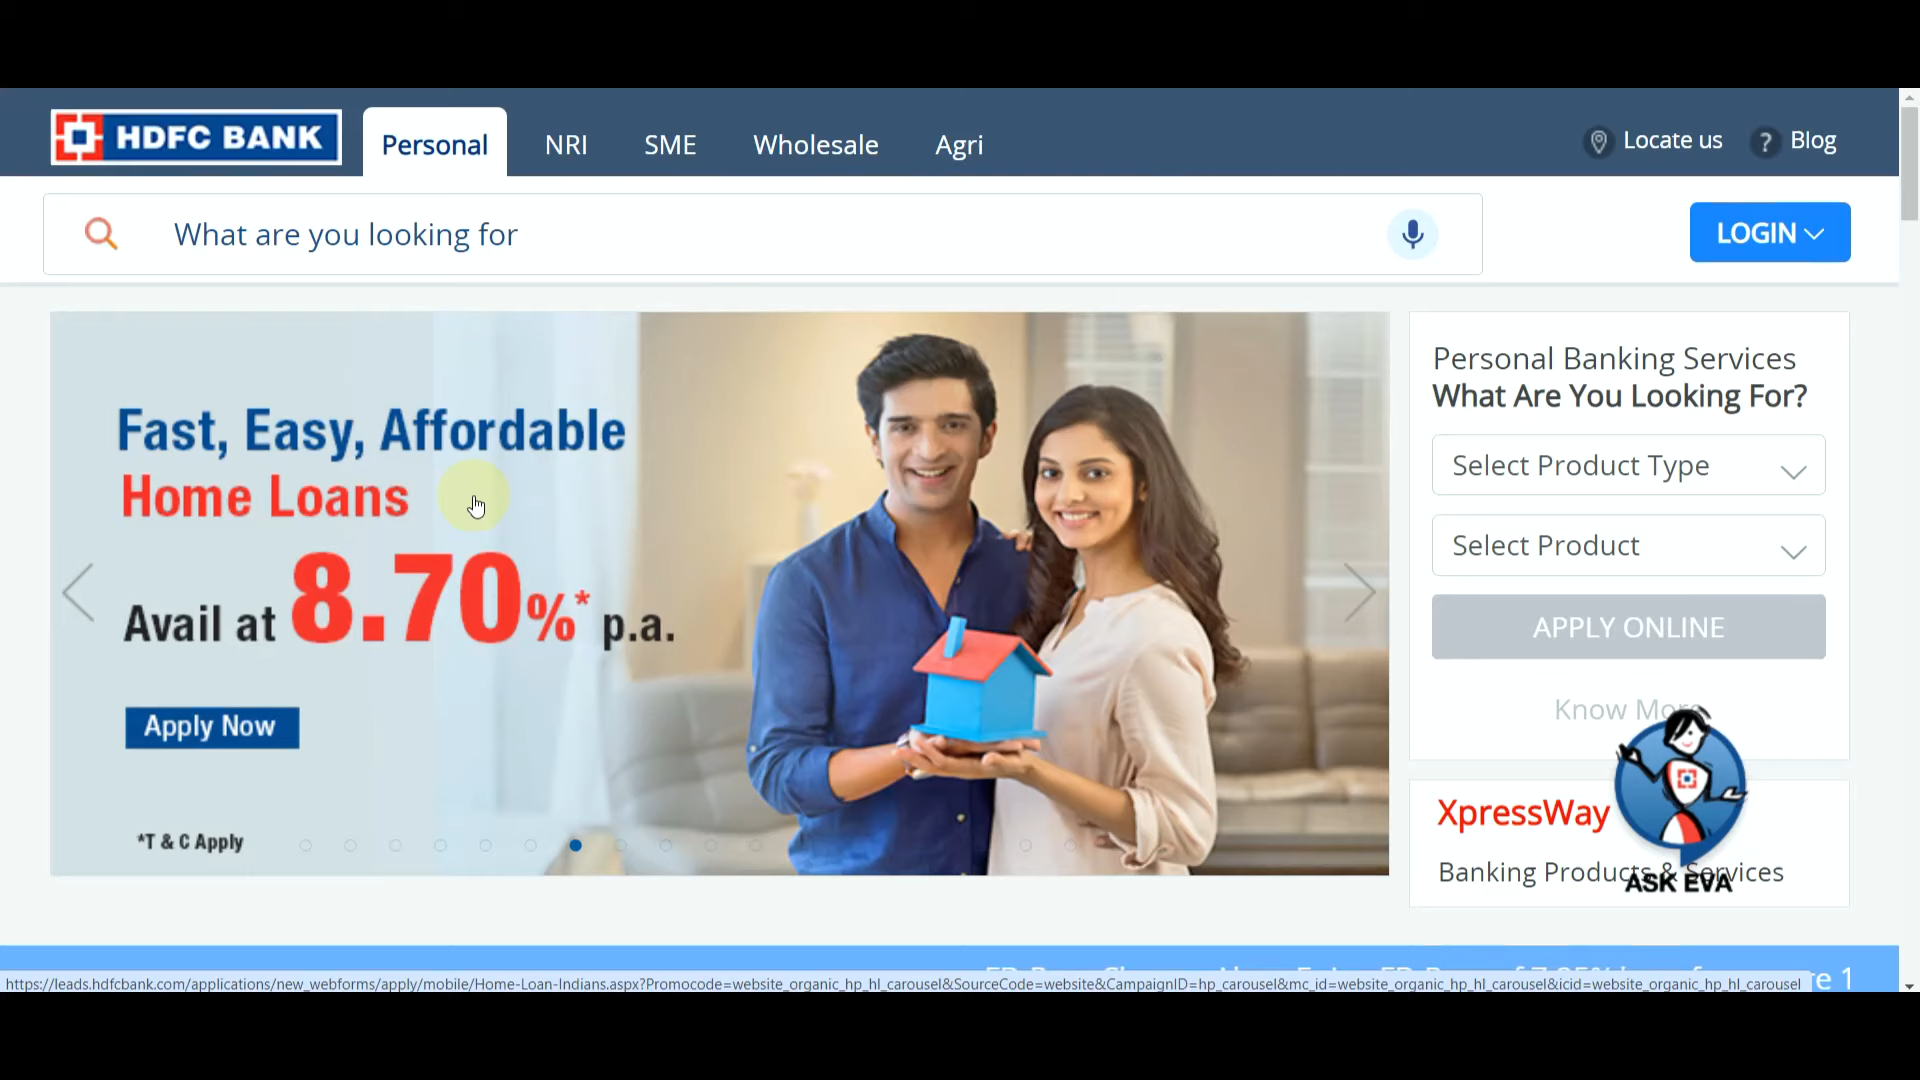 HDFC BANK
Personal
NRI
SME
Wholesale
Agri
Locate us
? Blog
What are you looking for
LOGIN
Fast, Easy, Affordable
Home Loans
Avail at 8.70%* p.a.
Apply Now
*T & C Apply
Personal Banking Services
What Are You Looking For?
Select Product Type
Select Product
APPLY ONLINE
Know More
XpressWay
Banking Products & Services
ASK EVA
https://leads.hdfcbank.com/applications/new_webforms/apply/mobile/Home-Loan-Indians.aspx?Promocode=website_organic_hp_hl_carousel&SourceCode=website&CampaignID=hp_carousel&mc_id=website_organic_hp_hl_carousel&icid=website_organic_hp_hl_carousel